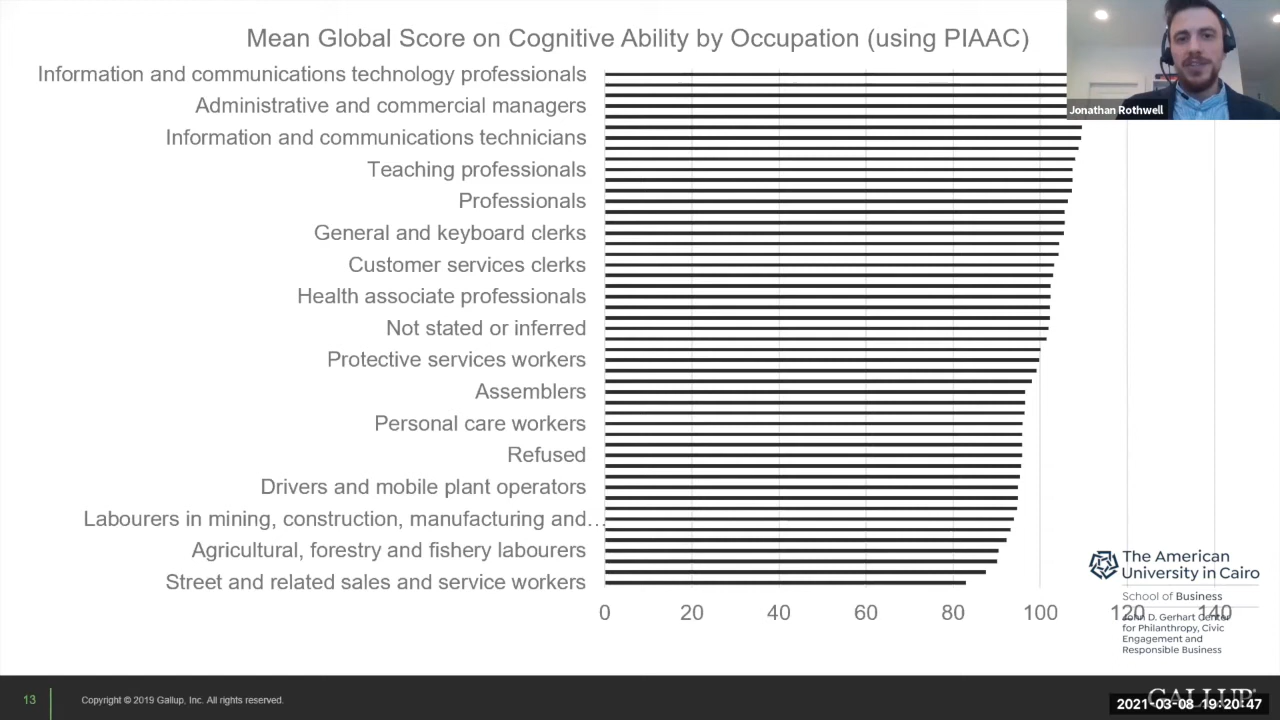 Mean Global Score on Cognitive Ability by Occupation (using PIAAC)
Jonathan Rothwell
Information and communications technology professionals
Administrative and commercial managers
Information and communications technicians
Teaching professionals
Professionals
General and keyboard clerks
Customer services clerks
Health associate professionals
Not stated or inferred
Protective services workers
Assemblers
Personal care workers
Refused
Drivers and mobile plant operators
Labourers in mining, construction, manufacturing and…
Agricultural, forestry and fishery labourers
Street and related sales and service workers
0 20 40 60 80 100 120 140
The American
University in Cairo
School of Business
John D. Gerhart Center
for Philanthropy, Civic
Engagement and
Responsible Business
13
Copyright © 2019 Gallup, Inc. All rights reserved.
GALLUP
2021-03-08 19:20:47